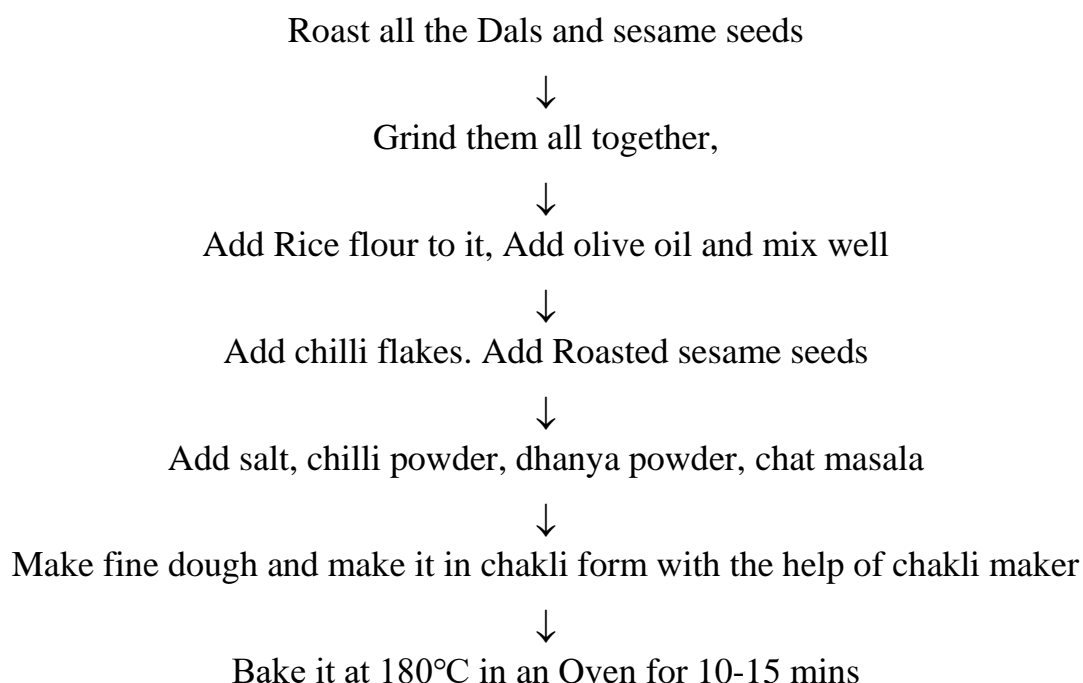 Roast all the Dals and sesame seeds
↓
Grind them all together,
↓
Add Rice flour to it, Add olive oil and mix well
↓
Add chilli flakes. Add Roasted sesame seeds
↓
Add salt, chilli powder, dhanya powder, chat masala
↓
Make fine dough and make it in chakli form with the help of chakli maker
↓
Bake it at 180°C in an Oven for 10-15 mins